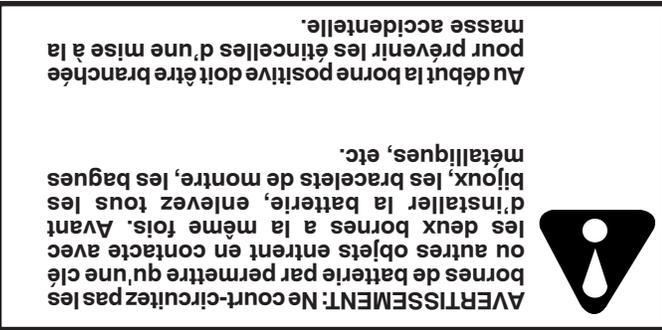 AVERTISSEMENT: Ne court-circuitez pas les
bornes de batterie par permettre qu'une clé
ou autres objets entrent en contacte avec
les deux bornes a la même fois. Avant
d'installer la batterie, enlevez tous les
bijoux, les bracelets de montre, les bagues
métalliques, etc.
Au début la borne positive doit être branchée
pour prévenir les étincelles d'une mise à la
masse accidentelle.